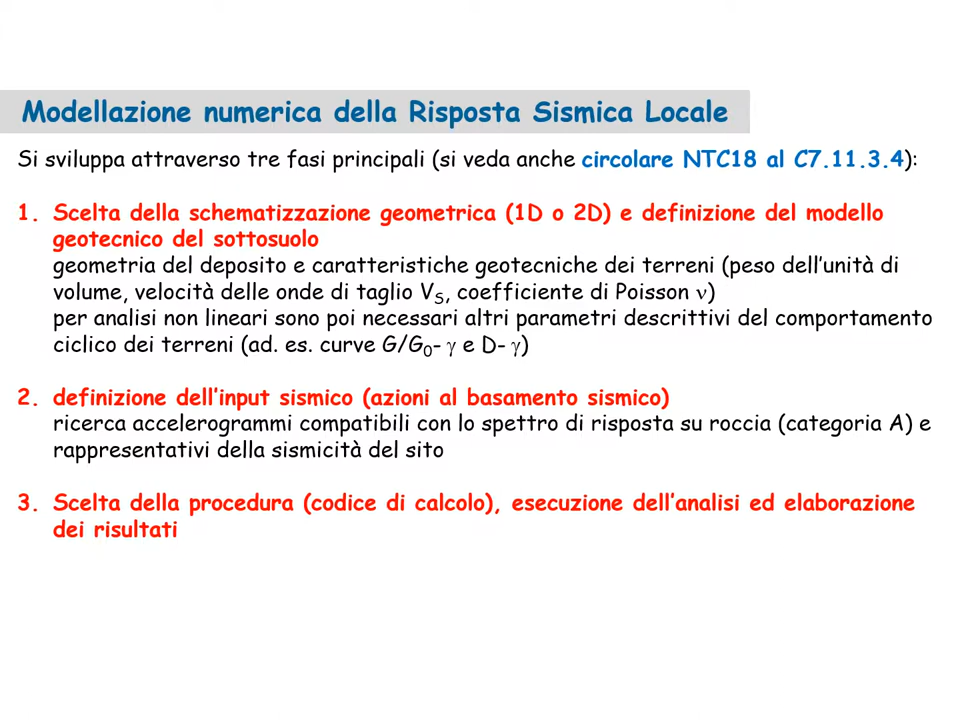 Modellazione numerica della Risposta Sismica Locale
Si sviluppa attraverso tre fasi principali (si veda anche circolare NTC18 al C7.11.3.4):
1. Scelta della schematizzazione geometrica (1D o 2D) e definizione del modello
geotecnico del sottosuolo
geometria del deposito e caratteristiche geotecniche dei terreni (peso dell'unità di
volume, velocità delle onde di taglio VS, coefficiente di Poisson ν)
per analisi non lineari sono poi necessari altri parametri descrittivi del comportamento
ciclico dei terreni (ad. es. curve G/G0- γ e D- γ)
2. definizione dell'input sismico (azioni al basamento sismico)
ricerca accelerogrammi compatibili con lo spettro di risposta su roccia (categoria A) e
rappresentativi della sismicità del sito
3. Scelta della procedura (codice di calcolo), esecuzione dell'analisi ed elaborazione
dei risultati